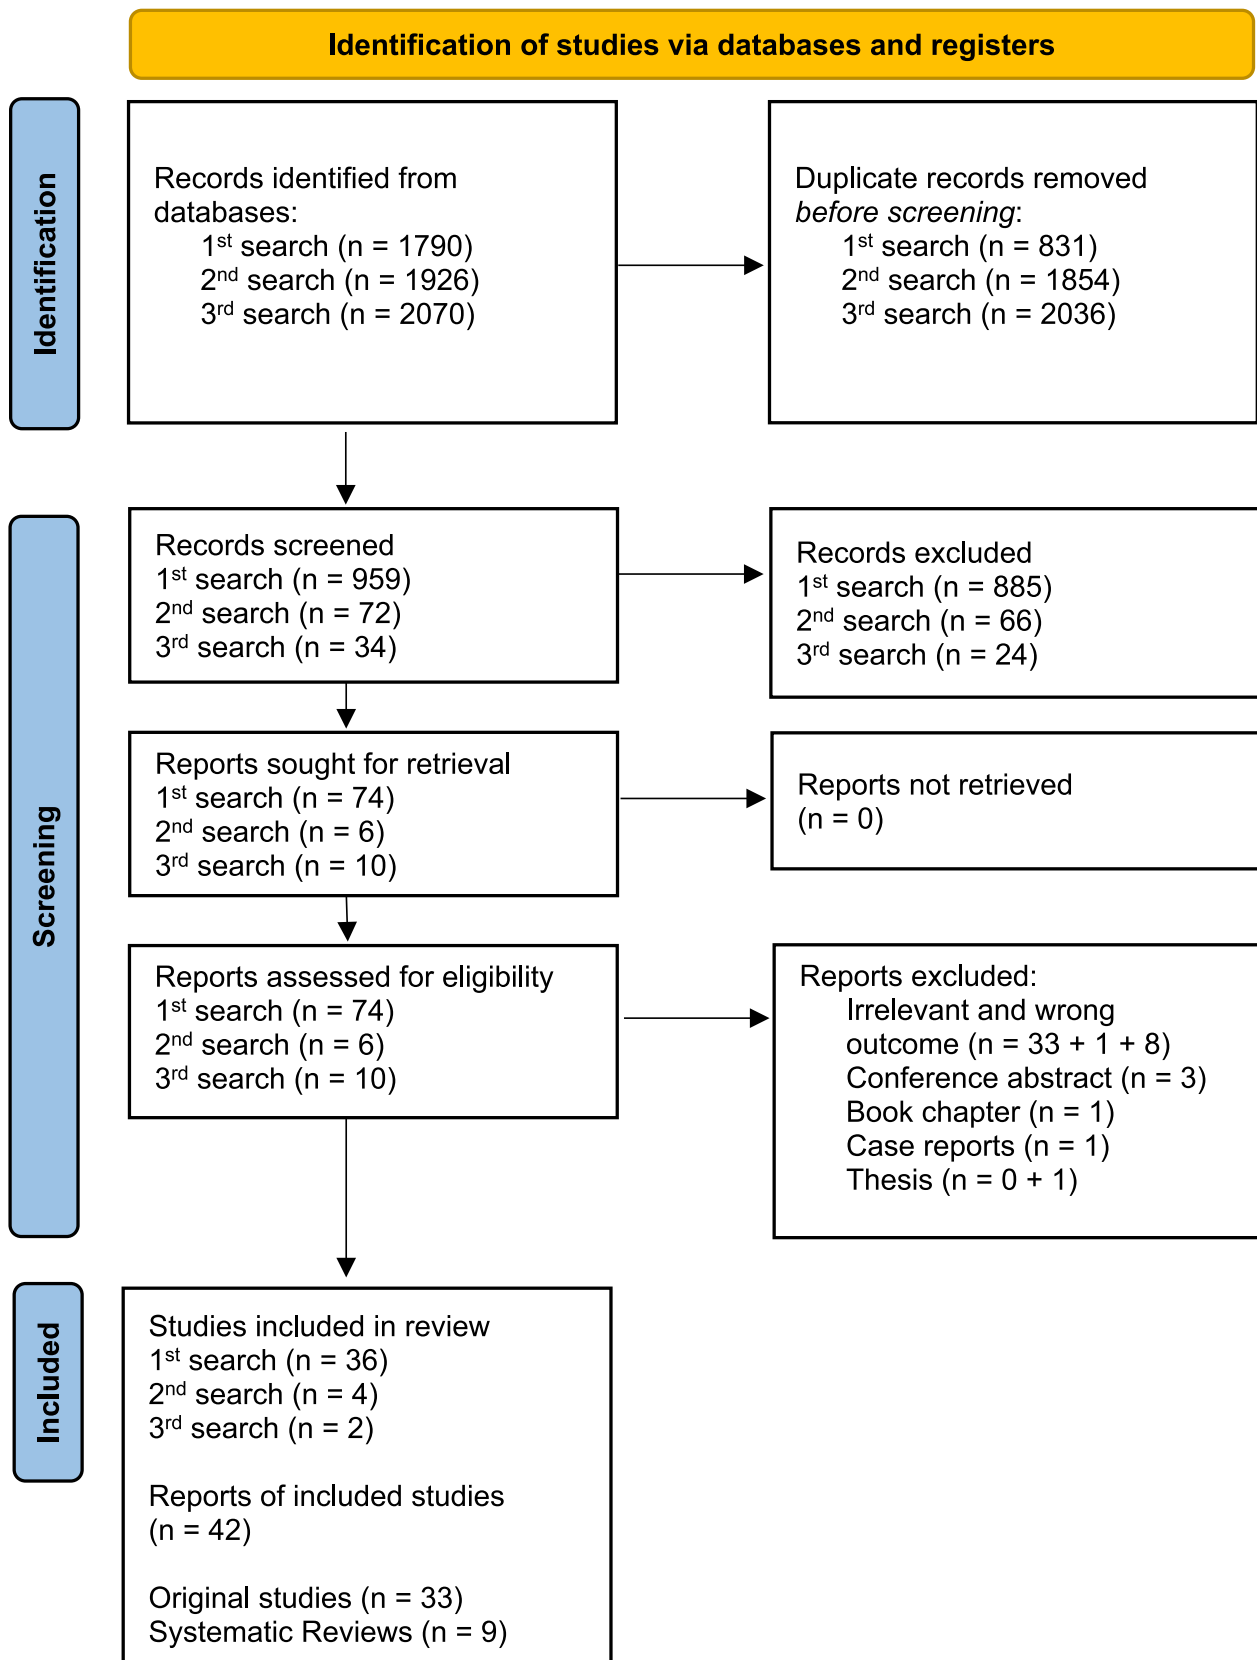 Identification of studies via databases and registers
Identification
Records identified from
databases:
1st search (n = 1790)
2nd search (n = 1926)
3rd search (n = 2070)
Duplicate records removed
before screening:
1st search (n = 831)
2nd search (n = 1854)
3rd search (n = 2036)
Screening
Records screened
1st search (n = 959)
2nd search (n = 72)
3rd search (n = 34)
Records excluded
1st search (n = 885)
2nd search (n = 66)
3rd search (n = 24)
Reports sought for retrieval
1st search (n = 74)
2nd search (n = 6)
3rd search (n = 10)
Reports not retrieved
(n = 0)
Reports assessed for eligibility
1st search (n = 74)
2nd search (n = 6)
3rd search (n = 10)
Reports excluded:
Irrelevant and wrong
outcome (n = 33 + 1 + 8)
Conference abstract (n = 3)
Book chapter (n = 1)
Case reports (n = 1)
Thesis (n = 0 + 1)
Included
Studies included in review
1st search (n = 36)
2nd search (n = 4)
3rd search (n = 2)
Reports of included studies
(n = 42)
Original studies (n = 33)
Systematic Reviews (n = 9)